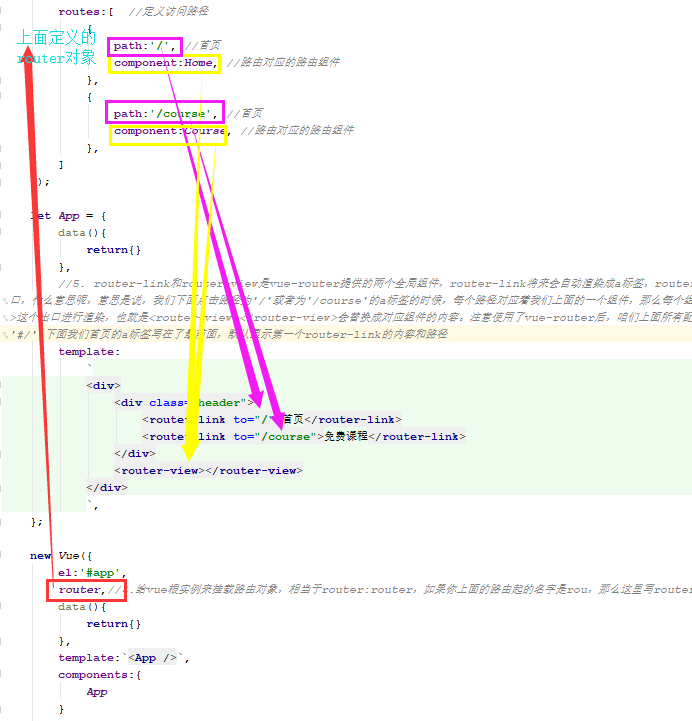 routes:[  //定义访问路径
{
上面定义的
router对象
path:'/', //首页
component:Home, //路由对应的路由组件
},
{
path:'/course', //首页
component:Course, //路由对应的路由组件
},
]
);
let App = {
data(){
return{}
},
//5. router-link和router-view是vue-router提供的两个全局组件，router-link将来会自动渲染成a标签，router
口，什么意思呢，意思是说，我们下面点击路径为'/'或者为'/course'的a标签的时候，每个路径对应着我们上面的一个组件，那么每个组
>这个出口进行渲染，也就是<router-view></router-view>会替换成对应组件的内容。注意使用了vue-router后，咱们上面所有配
'#/' 下面我们首页的a标签写在了最前面，默认显示第一个router-link的内容和路径
template:
`
<div>
<div class="header">
<router-link to="/">首页</router-link>
<router-link to="/course">免费课程</router-link>
</div>
<router-view></router-view>
</div>
`,
};
new Vue({
el:'#app',
router,//.给vue根实例来挂载路由对象，相当于router:router，如果你上面的路由起的名字是rou，那么这里写router
data(){
return{}
},
template:`<App />`,
components:{
App
}